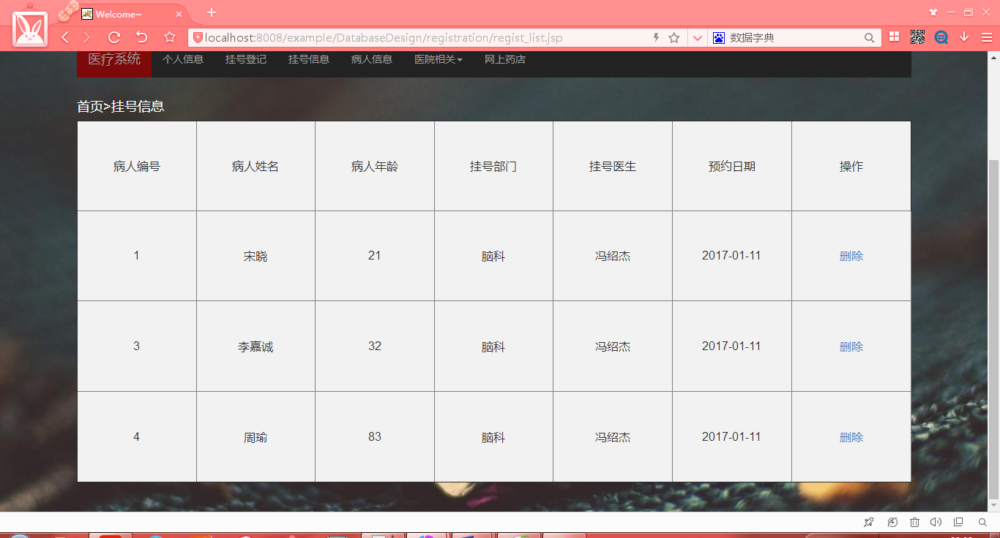 Welcome~
localhost:8008/example/DatabaseDesign/registration/regist_list.jsp
数据字典
医疗系统 个人信息 挂号登记 挂号信息 病人信息 医院相关 网上药店
首页>挂号信息
病人编号 病人姓名 病人年龄 挂号部门 挂号医生 预约日期 操作
1 宋晓 21 脑科 冯绍杰 2017-01-11 删除
3 李嘉诚 32 脑科 冯绍杰 2017-01-11 删除
4 周瑜 83 脑科 冯绍杰 2017-01-11 删除